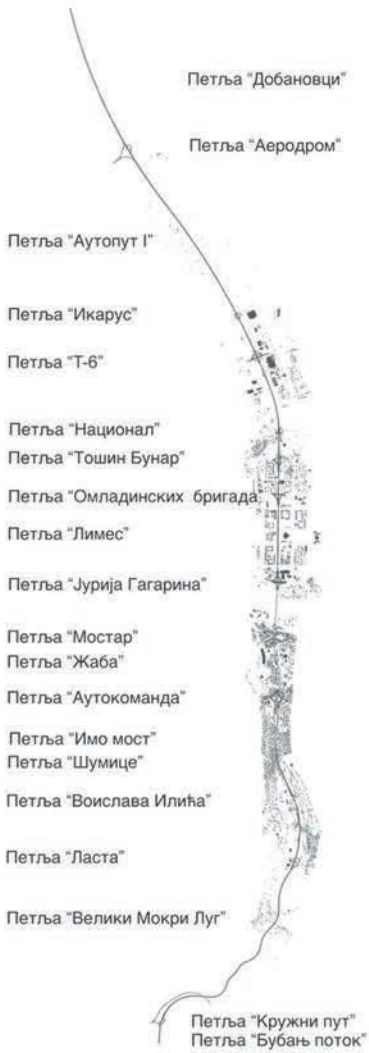 Петља “Добановци”
Петља “Аеродром”
Петља “Аутопут I”
Петља “Икарус”
Петља “Т-6”
Петља “Национал”
Петља “Тошин Бунар”
Петља “Омладинских бригада”
Петља “Лимес”
Петља “Јурија Гагарина”
Петља “Мостар”
Петља “Жаба”
Петља “Аутокоманда”
Петља “Имо мост”
Петља “Шумице”
Петља “Воислава Илића”
Петља “Ласта”
Петља “Велики Мокри Луг”
Петља “Кружни пут”
Петља “Бубањ поток”